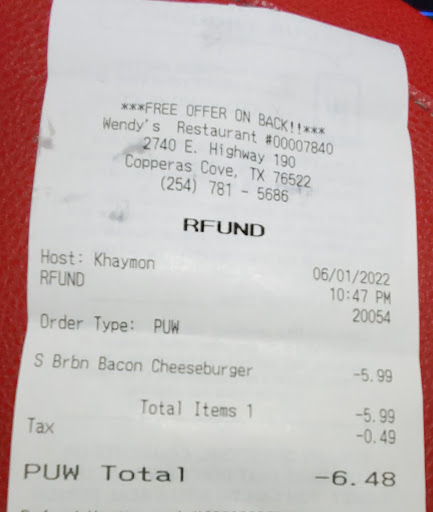 ***FREE OFFER ON BACK!!***
Wendy's Restaurant #00007840
2740 E. Highway 190
Copperas Cove, TX 76522
(254) 781 - 5686
RFUND
Host: Khaymon 06/01/2022
RFUND 10:47 PM
20054
Order Type: PUW
S Brbn Bacon Cheeseburger -5.99
Total Items 1 -5.99
Tax -0.49
PUW Total -6.48